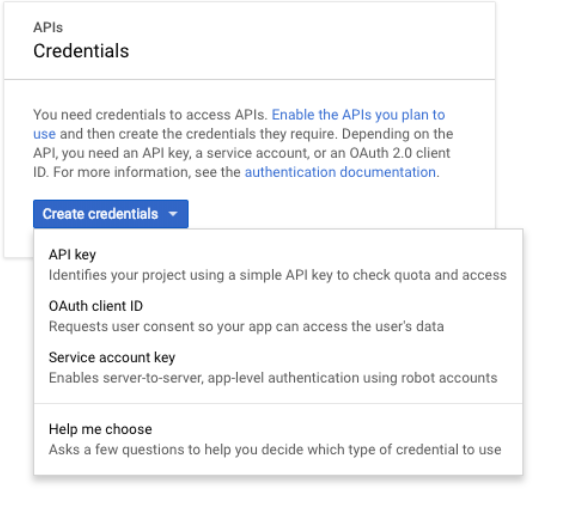 APIs
Credentials
You need credentials to access APIs. Enable the APIs you plan to
use and then create the credentials they require. Depending on the
API, you need an API key, a service account, or an OAuth 2.0 client
ID. For more information, see the authentication documentation.
Create credentials
API key
Identifies your project using a simple API key to check quota and access
OAuth client ID
Requests user consent so your app can access the user's data
Service account key
Enables server-to-server, app-level authentication using robot accounts
Help me choose
Asks a few questions to help you decide which type of credential to use